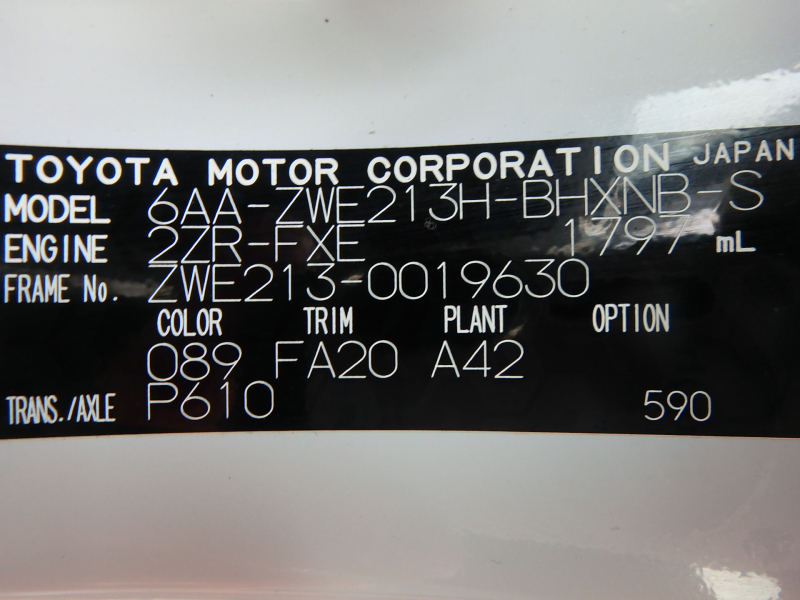 TOYOTA MOTOR CORPORATION JAPAN
MODEL 6AA-ZWE213H-BHXNB-S
ENGINE 2ZR-FXE 1797 mL
FRAME No. ZWE213-0019630
COLOR TRIM PLANT OPTION
089 FA20 A42
TRANS./AXLE P610 590